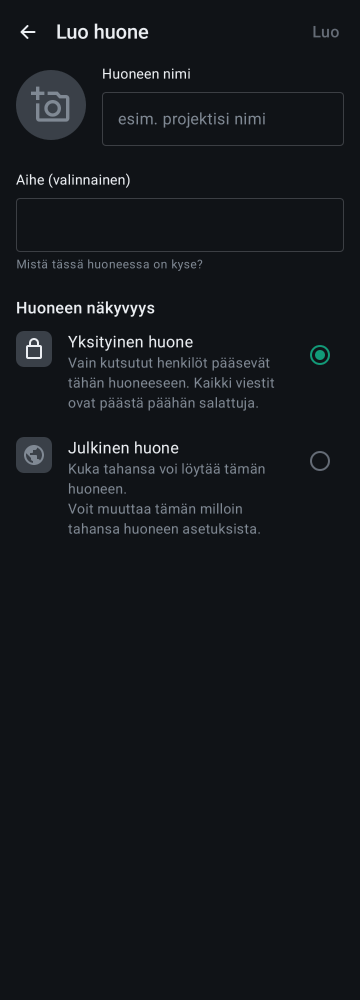 Luo huone
Luo
Huoneen nimi
esim. projektisi nimi
Aihe (valinnainen)
Mistä tässä huoneessa on kyse?
Huoneen näkyvyys
Yksityinen huone
Vain kutsutut henkilöt pääsevät
tähän huoneeseen. Kaikki viestit
ovat päästä päähän salattuja.
Julkinen huone
Kuka tahansa voi löytää tämän
huoneen.
Voit muuttaa tämän milloin
tahansa huoneen asetuksista.